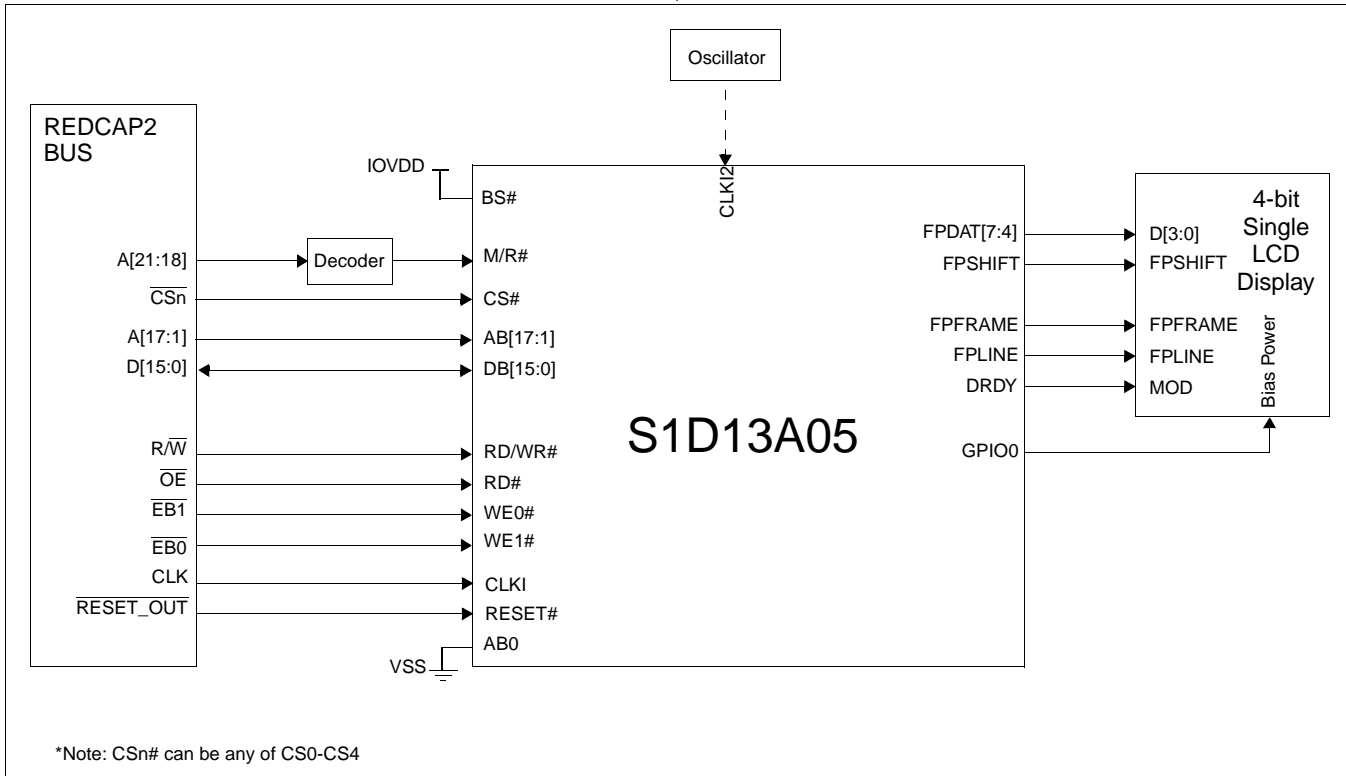 Oscillator
REDCAP2
BUS
IOVDD
BS#
CLKI2
4-bit
Single
LCD
Display
Bias Power
A[21:18]
Decoder
M/R#
CSn
CS#
A[17:1]
AB[17:1]
D[15:0]
DB[15:0]
FPDAT[7:4]
D[3:0]
FPSHIFT
FPSHIFT
FPFRAME
FPFRAME
FPLINE
FPLINE
DRDY
MOD
S1D13A05
GPIO0
R/W
RD/WR#
OE
RD#
EB1
WE0#
EB0
WE1#
CLK
CLKI
RESET_OUT
RESET#
AB0
VSS
*Note: CSn# can be any of CS0-CS4